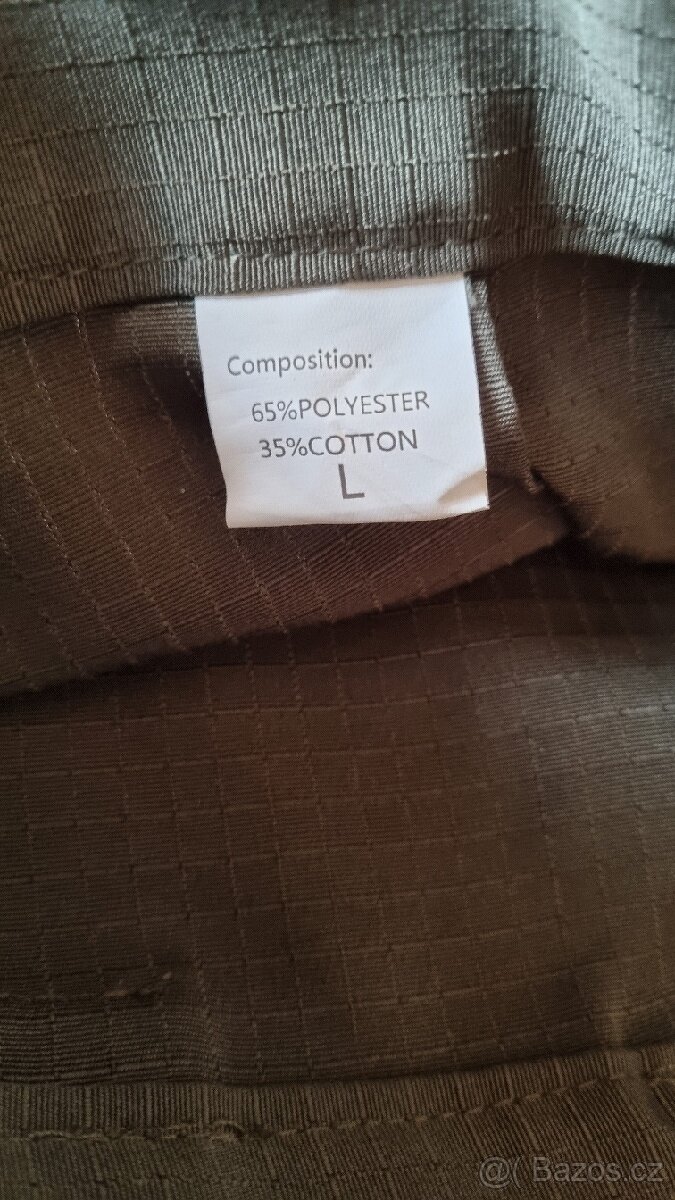 Composition:
65%POLYESTER
35%COTTON
L
@( Bazos.cz